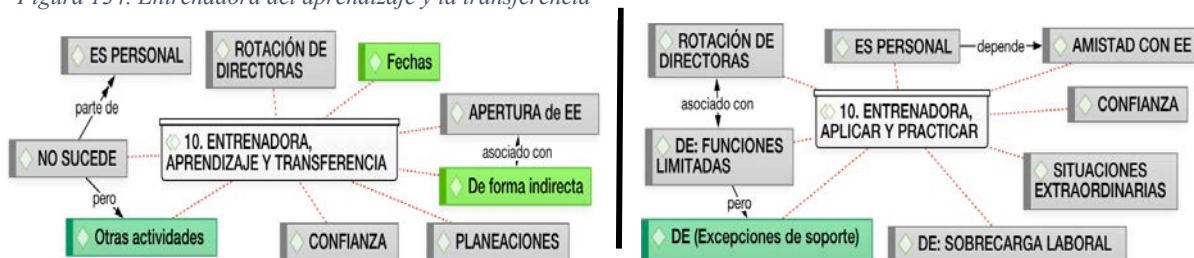 Figura 134. Entrenadora del aprendizaje y la transferencia
ES PERSONAL
ROTACIÓN DE
DIRECTORAS
Fechas
parte de
10. ENTRENADORA,
APRENDIZAJE Y TRANSFERENCIA
APERTURA de EE
asociado con
NO SUCEDE
De forma indirecta
pero
Otras actividades
CONFIANZA
PLANEACIONES
ROTACIÓN DE
DIRECTORAS
ES PERSONAL
depende
AMISTAD CON EE
asociado con
10. ENTRENADORA,
APLICAR Y PRACTICAR
CONFIANZA
DE: FUNCIONES
LIMITADAS
SITUACIONES
EXTRAORDINARIAS
pero
DE (Excepciones de soporte)
DE: SOBRECARGA LABORAL